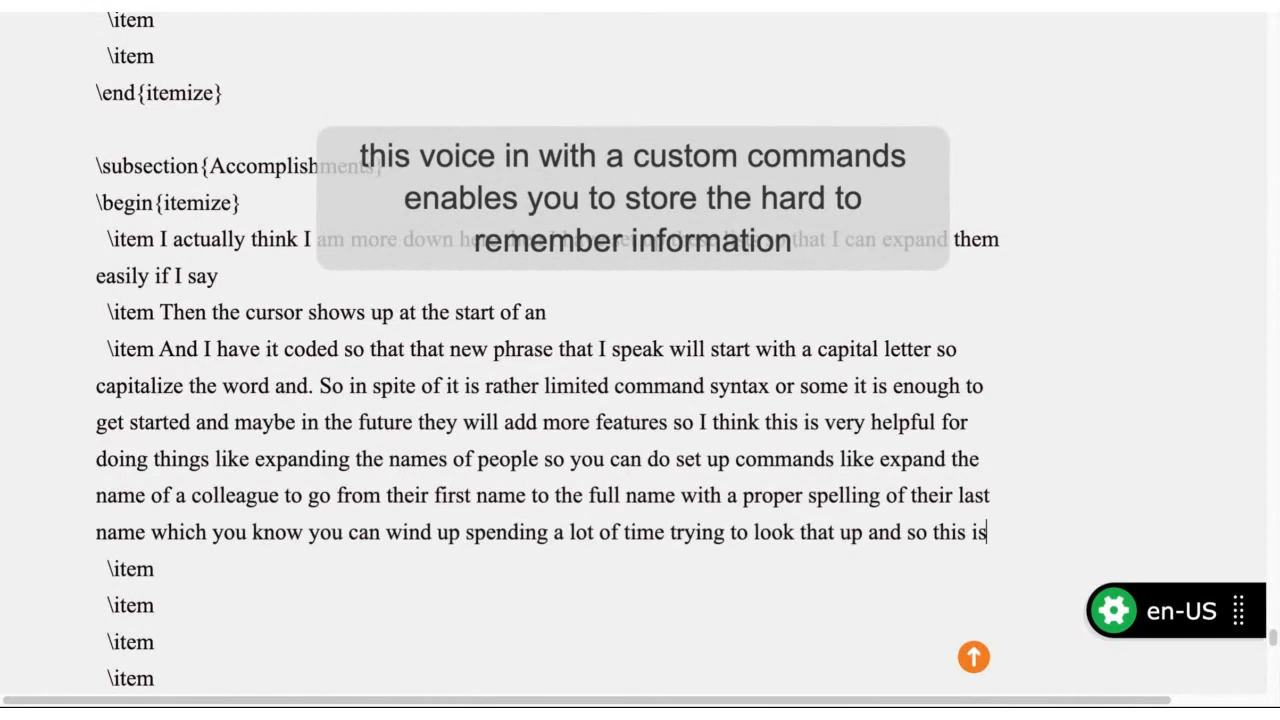 \item
\item
\end{itemize}
\subsection{Accomplishments}
this voice in with a custom commands
\begin{itemize}
enables you to store the hard to
\item I actually think I am more down that I can expand them
remember information
easily if I say
\item Then the cursor shows up at the start of an
\item And I have it coded so that that new phrase that I speak will start with a capital letter so
capitalize the word and. So in spite of it is rather limited command syntax or some it is enough to
get started and maybe in the future they will add more features so I think this is very helpful for
doing things like expanding the names of people so you can do set up commands like expand the
name of a colleague to go from their first name to the full name with a proper spelling of their last
name which you know you can wind up spending a lot of time trying to look that up and so this is
\item
\item
\item
\item
en-US